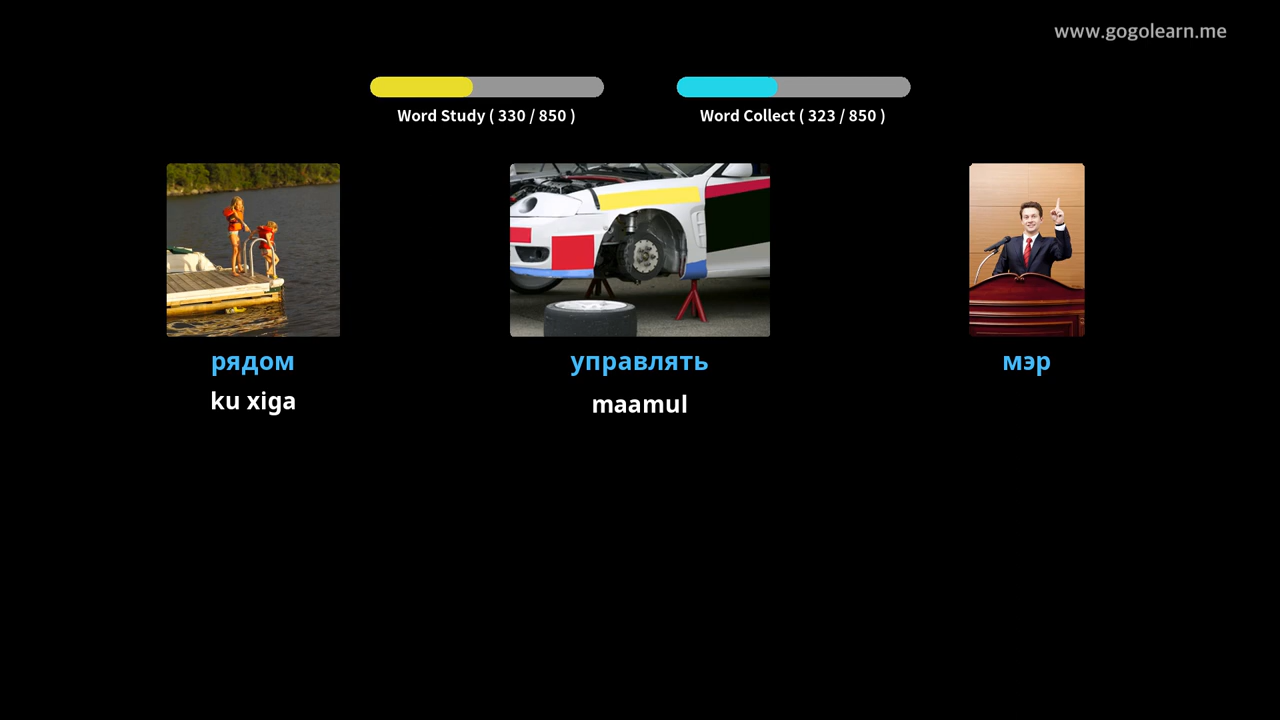 www.gogolearn.me
Word Study ( 330 / 850 )
Word Collect ( 323 / 850 )
рядом
управлять
мэр
ku xiga
maamul